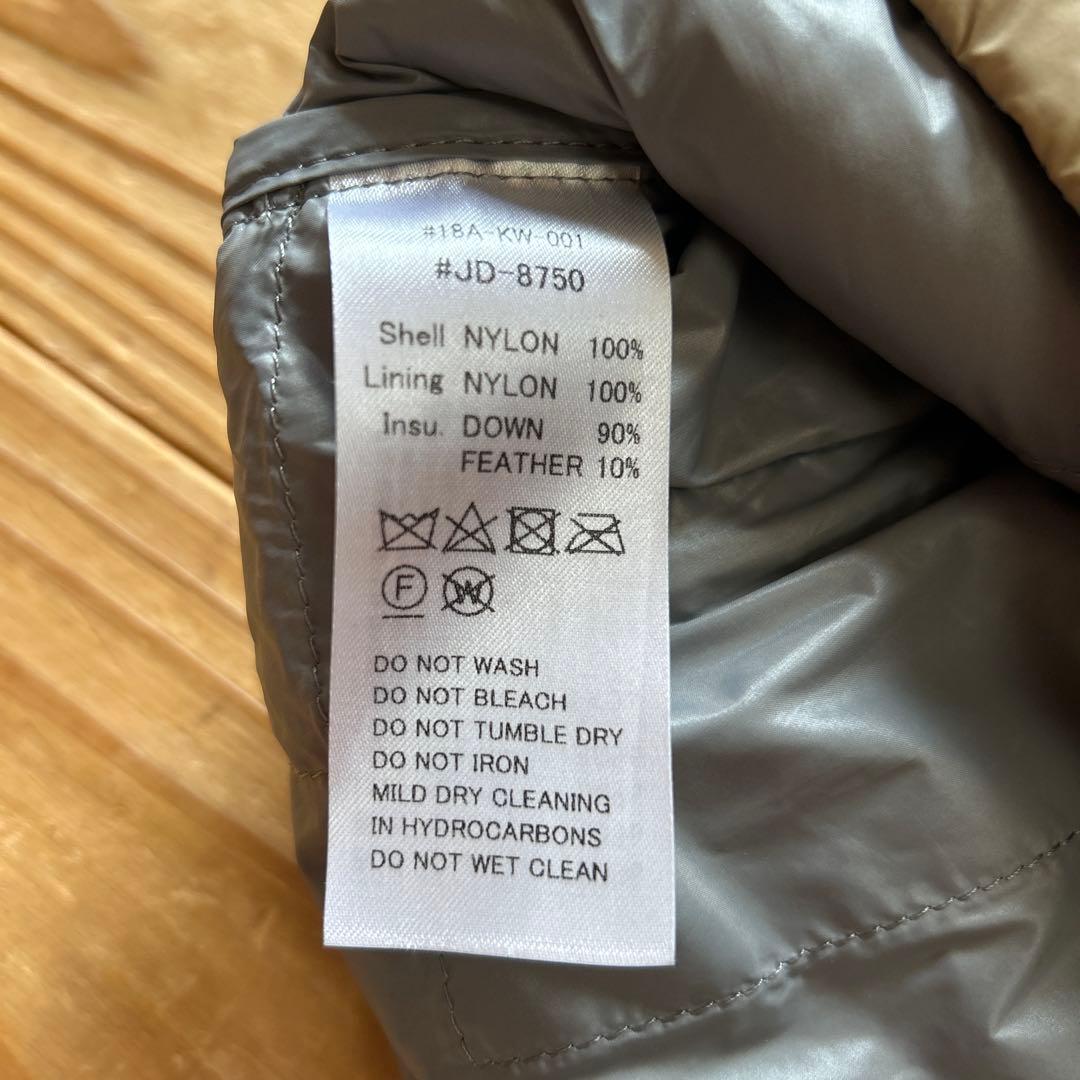 #18A-KW-001
#JD-8750
Shell NYLON 100%
Lining NYLON 100%
Insu. DOWN 90%
FEATHER 10%
F W
DO NOT WASH
DO NOT BLEACH
DO NOT TUMBLE DRY
DO NOT IRON
MILD DRY CLEANING
IN HYDROCARBONS
DO NOT WET CLEAN